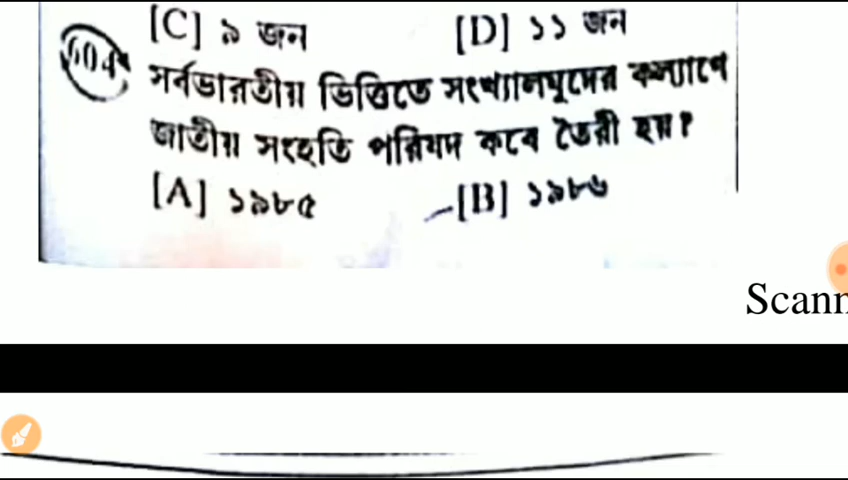 [C] ৯ জন [D] ১১ জন
604
সর্বভারতীয় ভিত্তিতে সংখ্যালঘুদের কল্যাণে
জাতীয় সংহতি পরিষদ কবে তৈরী হয়?
[A] ১৯৮৫ [B] ১৯৮৬
Scann